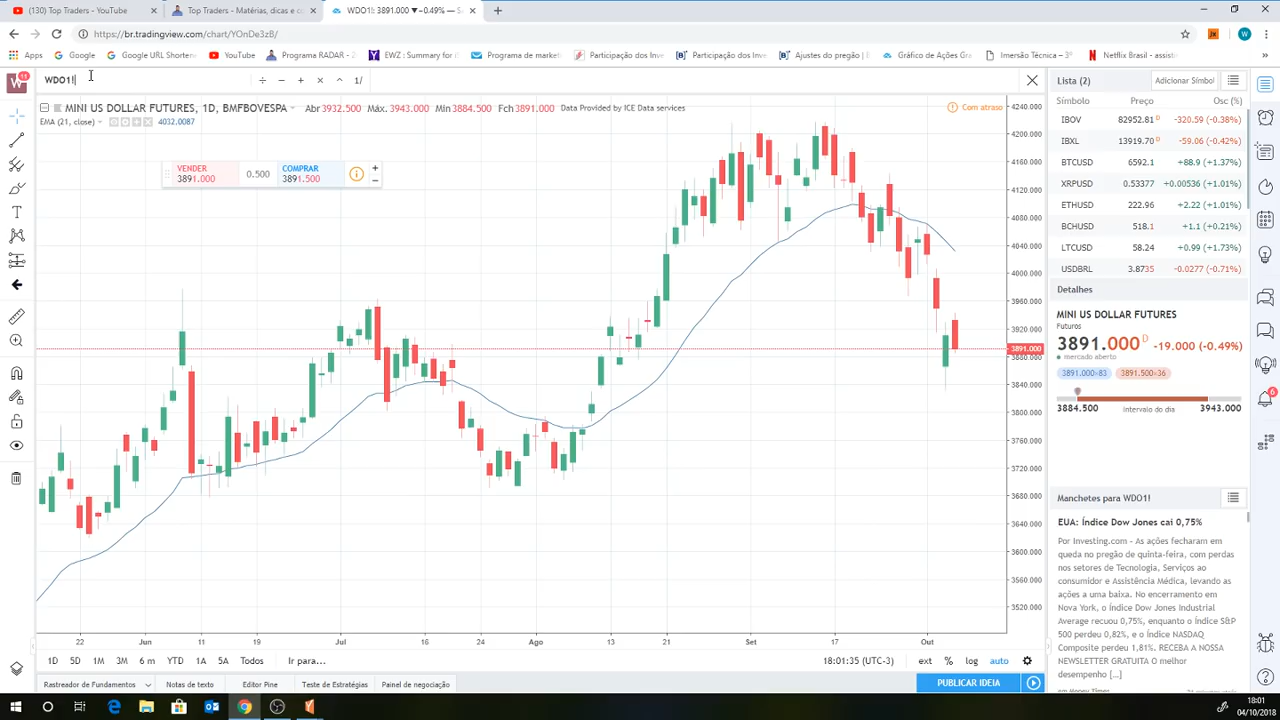 (130) Top Traders - YouTube
Top Traders - Matérias, dicas e co
WDO1!: 3891.000 ▼−0.49% — S
https://br.tradingview.com/chart/YOnDe3zB/
Apps Google Google URL Shorten YouTube Programa RADAR - 2 EWZ : Summary for i Programa de market Participação dos Inve Participação dos Inve Ajustes do pregão | Gráfico de Ações Gra Imersão Técnica – 3ª Netflix Brasil - assis »
WDO1! ÷ − + × ^ 1/
MINI US DOLLAR FUTURES, 1D, BMFBOVESPA Abr 3932.500 Máx. 3943.000 Mín 3884.500 Fch 3891.000 Data Provided by ICE Data services
Com atraso
EMA (21, close) 4032.0087
VENDER
3891.000
0.500
COMPRAR
3891.500
4240.000
4200.000
4160.000
4120.000
4080.000
4040.000
4000.000
3960.000
3920.000
3891.000
3880.000
3840.000
3800.000
3760.000
3720.000
3680.000
3640.000
3600.000
3560.000
3520.000
22 Jun 11 19 Jul 16 24 Ago 13 21 Set 17 Out
1D 5D 1M 3M 6 m YTD 1A 5A Todos Ir para... 18:01:35 (UTC-3) ext % log auto
Rastreador de Fundamentos Notas de texto Editor Pine Teste de Estratégias Painel de negociação PUBLICAR IDEIA
Lista (2) Adicionar Símbol
Símbolo Preço Osc (%)
IBOV 82952.81 D -320.59 (-0.38%)
IBXL 13919.70 D -59.06 (-0.42%)
BTCUSD 6592.1 +88.9 (+1.37%)
XRPUSD 0.53377 +0.00536 (+1.01%)
ETHUSD 222.96 +2.22 (+1.01%)
BCHUSD 518.1 +1.1 (+0.21%)
LTCUSD 58.24 +0.99 (+1.73%)
USDBRL 3.8735 -0.0277 (-0.71%)
Detalhes
MINI US DOLLAR FUTURES
Futuros
3891.000 D -19.000 (-0.49%)
mercado aberto
3891.000×83 3891.500×36
3884.500 Intervalo do dia 3943.000
Manchetes para WDO1!
EUA: Índice Dow Jones cai 0,75%
Por Investing.com - As ações fecharam em
queda no pregão de quinta-feira, com perdas
nos setores de Tecnologia, Serviços ao
consumidor e Assistência Médica, levando as
ações a uma baixa. No encerramento em
Nova York, o Índice Dow Jones Industrial
Average recuou 0,75%, enquanto o Índice S&P
500 perdeu 0,82%, e o índice NASDAQ
Composite perdeu 1,81%. RECEBA A NOSSA
NEWSLETTER GRATUITA O melhor
desempenho [...]
em Money Times
18:01
04/10/2018